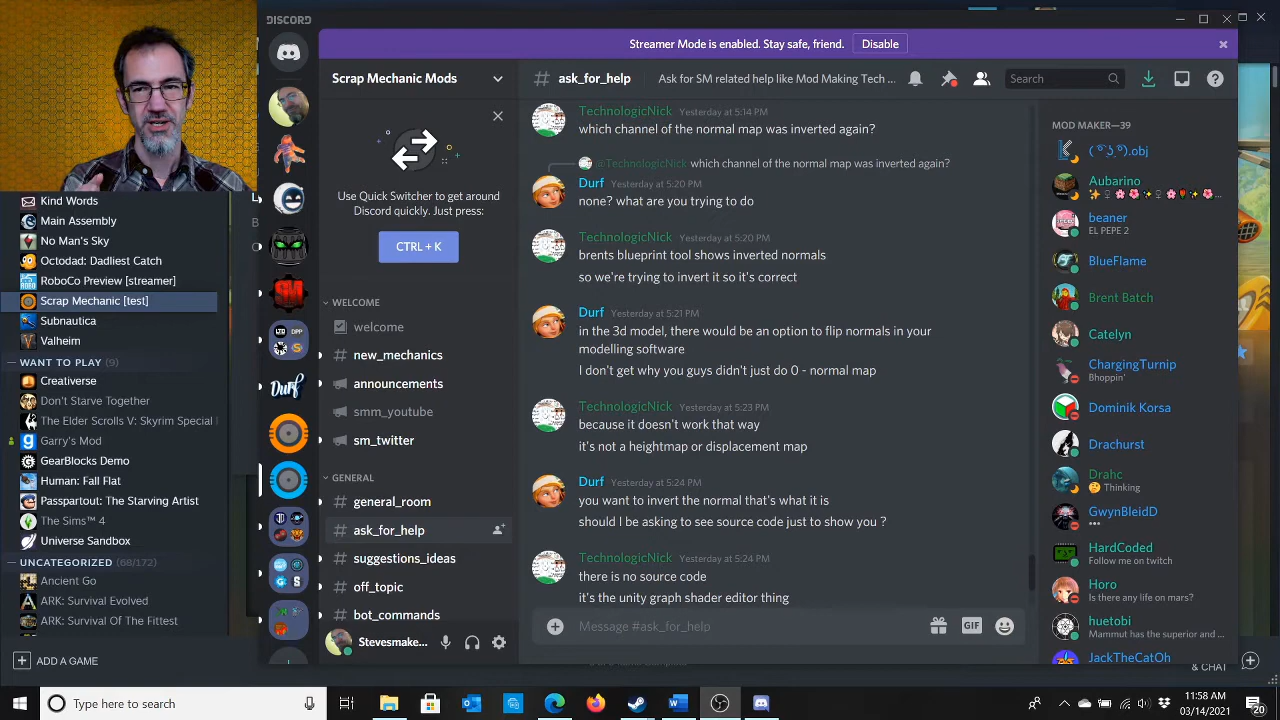 DISCORD
Streamer Mode is enabled. Stay safe, friend.
Disable
Scrap Mechanic Mods
ask_for_help
Ask for SM related help like Mod Making Tech ...
Search
Kind Words
Main Assembly
No Man's Sky
Octodad: Dadliest Catch
RoboCo Preview [streamer]
Scrap Mechanic [test]
Subnautica
Valheim
WANT TO PLAY (9)
Creativerse
Don't Starve Together
The Elder Scrolls V: Skyrim Special
Garry's Mod
GearBlocks Demo
Human: Fall Flat
Passpartout: The Starving Artist
The Sims™ 4
Universe Sandbox
UNCATEGORIZED (68/172)
Ancient Go
ARK: Survival Evolved
ARK: Survival Of The Fittest
ADD A GAME
Use Quick Switcher to get around
Discord quickly. Just press:
CTRL + K
WELCOME
welcome
new_mechanics
announcements
smm_youtube
sm_twitter
GENERAL
general_room
ask_for_help
suggestions_ideas
off_topic
bot_commands
Stevesmake...
TechnologicNick Yesterday at 5:14 PM
which channel of the normal map was inverted again?
@TechnologicNick which channel of the normal map was inverted again?
Durf Yesterday at 5:20 PM
none? what are you trying to do
TechnologicNick Yesterday at 5:20 PM
brents blueprint tool shows inverted normals
so we're trying to invert it so it's correct
Durf Yesterday at 5:21 PM
in the 3d model, there would be an option to flip normals in your
modelling software
I don't get why you guys didn't just do 0 - normal map
TechnologicNick Yesterday at 5:23 PM
because it doesn't work that way
it's not a heightmap or displacement map
Durf Yesterday at 5:24 PM
you want to invert the normal that's what it is
should I be asking to see source code just to show you ?
TechnologicNick Yesterday at 5:24 PM
there is no source code
it's the unity graph shader editor thing
Message #ask_for_help
GIF
MOD MAKER—39
( ͡° ͜ʖ ͡°).obj
Aubarino
beaner
EL PEPE 2
BlueFlame
Brent Batch
Catelyn
ChargingTurnip
Bhoppin'
Dominik Korsa
Drachurst
Drahc
Thinking
GwynBleidD
HardCoded
Follow me on twitch
Horo
Is there any life on mars?
huetobi
Mammut has the superior and ...
JackTheCatOh
& CHAT
Durf
SM
Type here to search
11:58 AM
03/14/2021
20